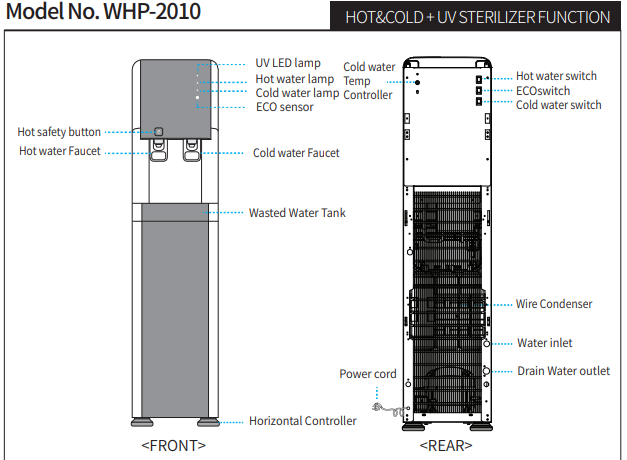 Model No. WHP-2010
HOT&COLD + UV STERILIZER FUNCTION
UV LED lamp
Hot water lamp
Cold water lamp
ECO sensor
Hot safety button
Hot water Faucet
Cold water Faucet
Wasted Water Tank
Horizontal Controller
<FRONT>
Cold water
Temp
Controller
Hot water switch
ECOswitch
Cold water switch
Wire Condenser
Water inlet
Drain Water outlet
Power cord
<REAR>